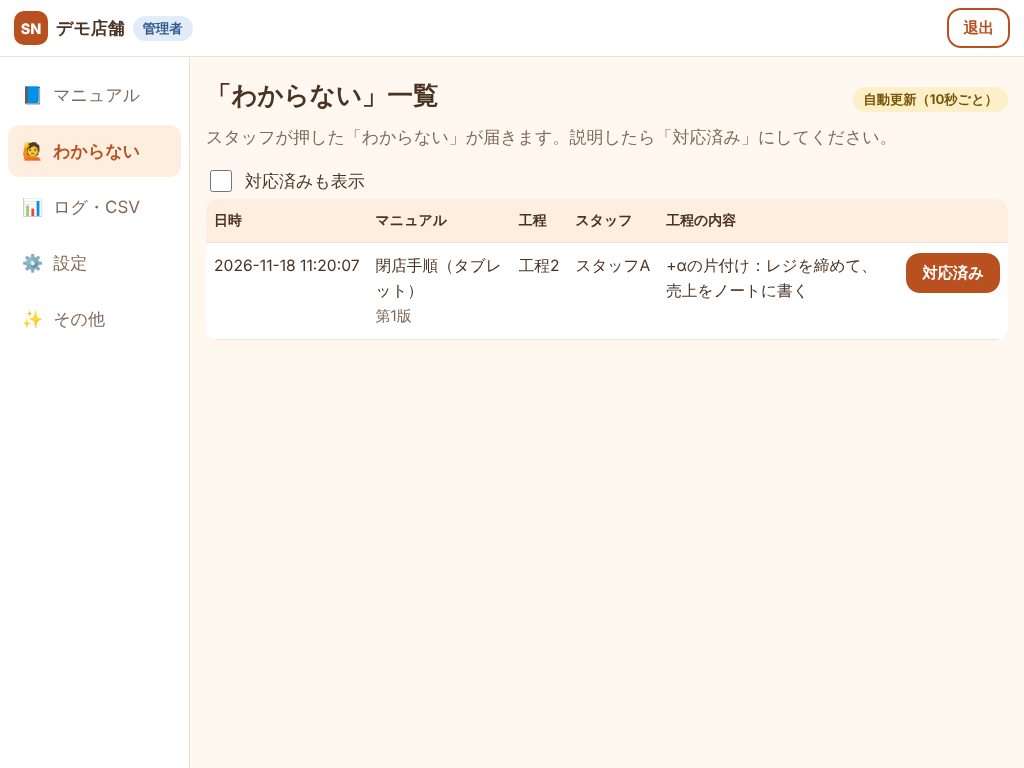 SN デモ店舗 管理者 退出
📘 マニュアル
🙋 わからない
📊 ログ・CSV
⚙️ 設定
✨ その他
「わからない」一覧
自動更新（10秒ごと）
スタッフが押した「わからない」が届きます。説明したら「対応済み」にしてください。
対応済みも表示
日時 マニュアル 工程 スタッフ 工程の内容
2026-11-18 11:20:07 閉店手順（タブレ 工程2 スタッフA +αの片付け：レジを締めて、 対応済み
ット） 売上をノートに書く
第1版